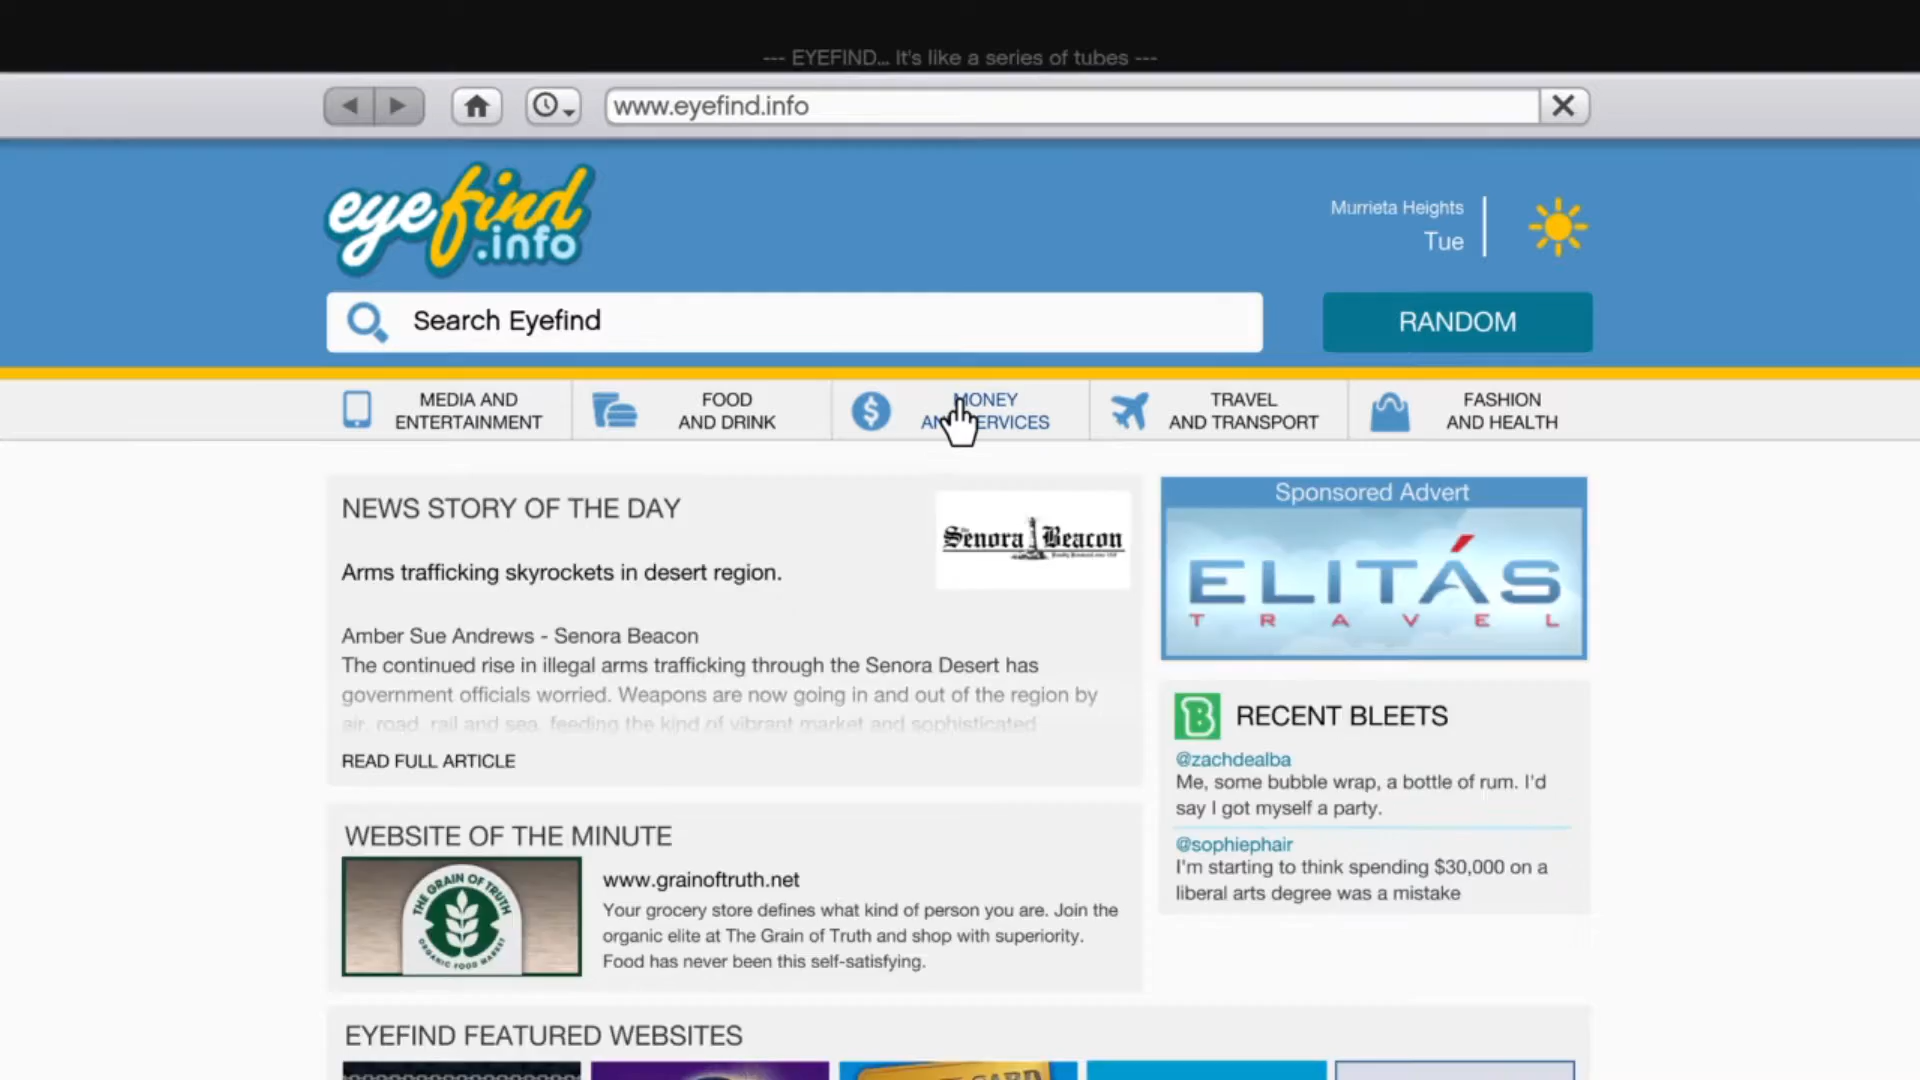 --- EYEFIND... It's like a series of tubes ---
www.eyefind.info
eyefind
.info
Murrieta Heights
Tue
Search Eyefind
RANDOM
MEDIA AND
ENTERTAINMENT
FOOD
AND DRINK
MONEY
AND SERVICES
TRAVEL
AND TRANSPORT
FASHION
AND HEALTH
NEWS STORY OF THE DAY
The Senora Beacon
Arms trafficking skyrockets in desert region.
Amber Sue Andrews - Senora Beacon
The continued rise in illegal arms trafficking through the Senora Desert has
government officials worried. Weapons are now going in and out of the region by
air, road, rail and sea, feeding the kind of vibrant market and sophisticated
READ FULL ARTICLE
Sponsored Advert
ELITÁS
TRAVEL
RECENT BLEETS
@zachdealba
Me, some bubble wrap, a bottle of rum. I'd
say I got myself a party.
@sophiephair
I'm starting to think spending $30,000 on a
liberal arts degree was a mistake
WEBSITE OF THE MINUTE
THE GRAIN OF TRUTH
ORGANIC FOOD MARKET
www.grainoftruth.net
Your grocery store defines what kind of person you are. Join the
organic elite at The Grain of Truth and shop with superiority.
Food has never been this self-satisfying.
EYEFIND FEATURED WEBSITES
CARD